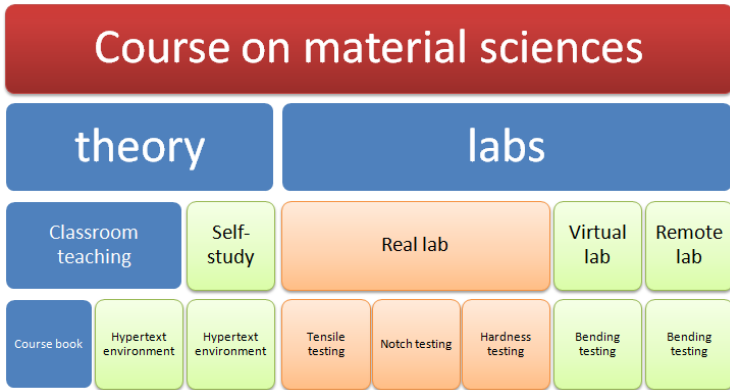 Course on material sciences
theory
labs
Classroom
teaching
Self-
study
Real lab
Virtual
lab
Remote
lab
Course book
Hypertext
environment
Hypertext
environment
Tensile
testing
Notch testing
Hardness
testing
Bending
testing
Bending
testing